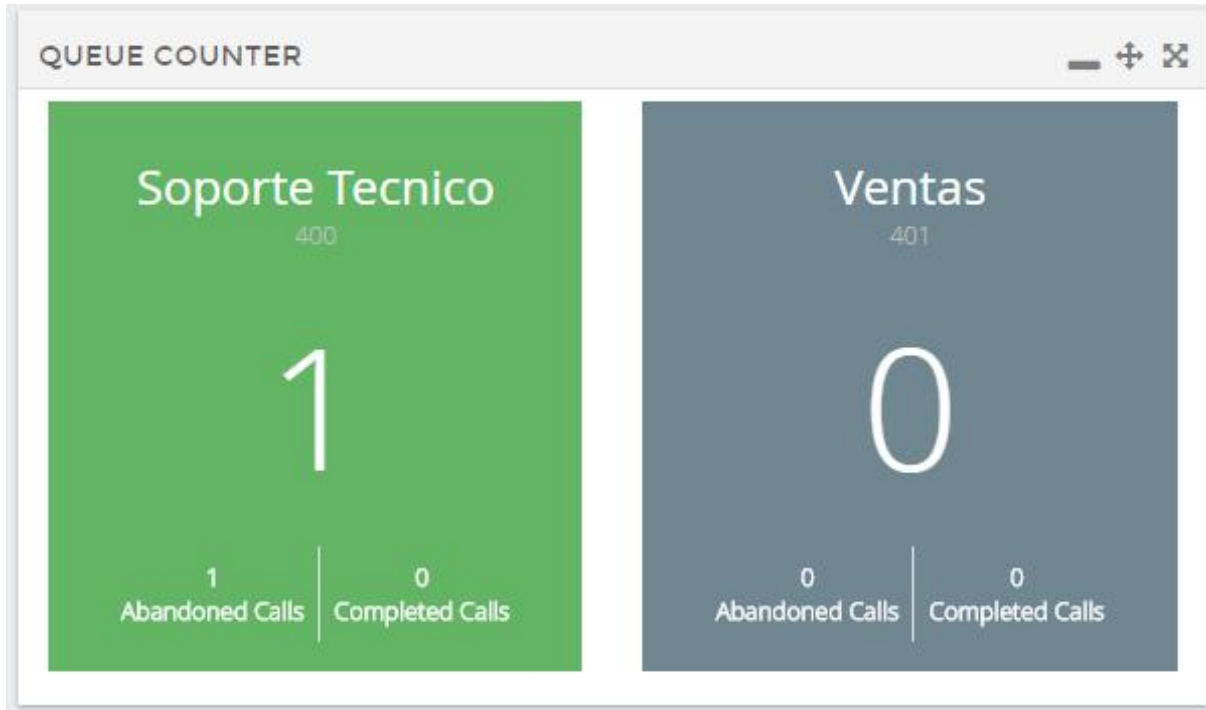 QUEUE COUNTER
Soporte Tecnico
400
1
1
Abandoned Calls
0
Completed Calls
Ventas
401
0
0
Abandoned Calls
0
Completed Calls